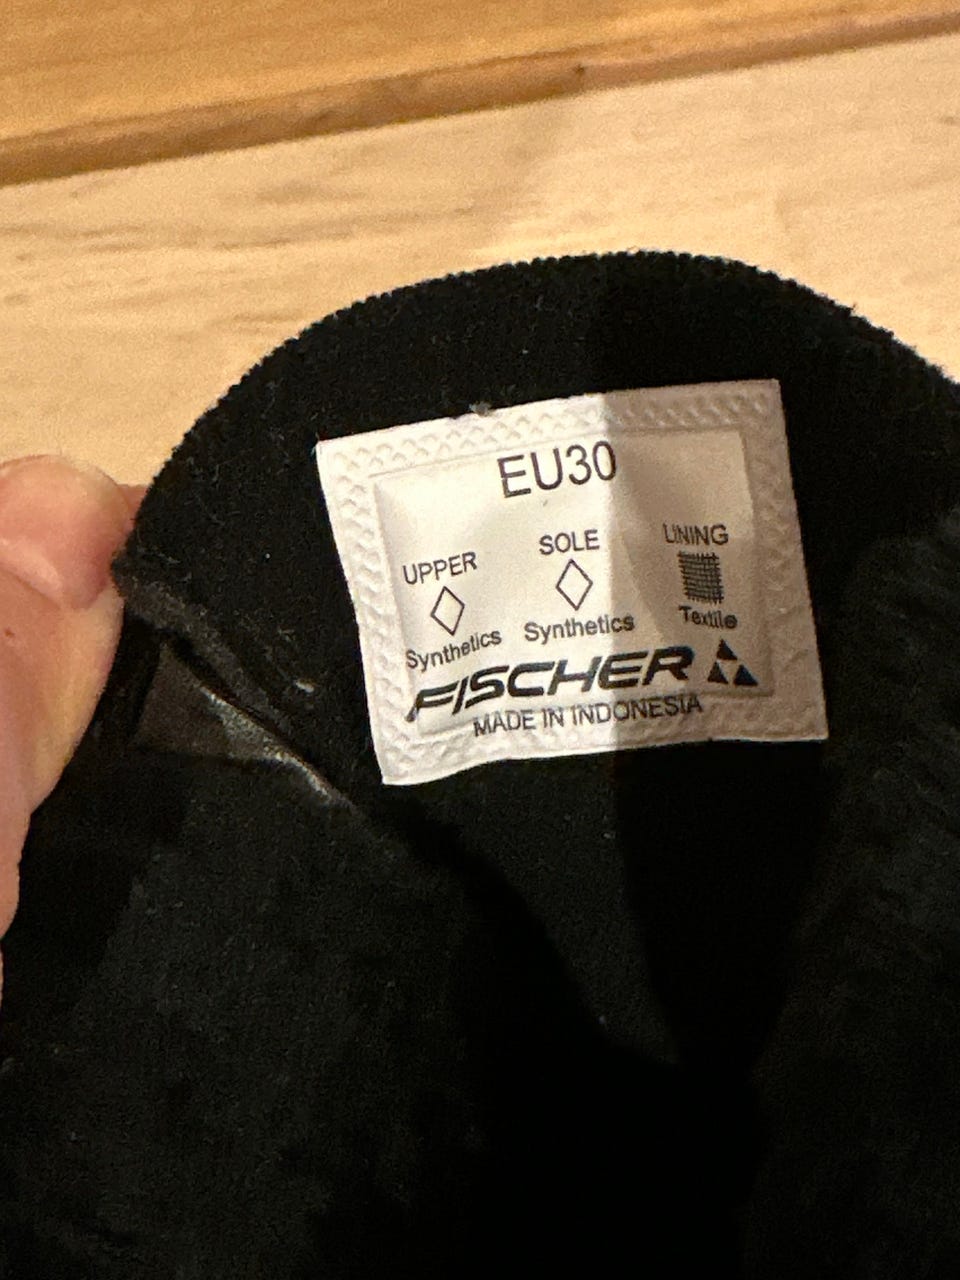 EU30
UPPER SOLE LINING
Synthetics Synthetics Textile
FISCHER
MADE IN INDONESIA